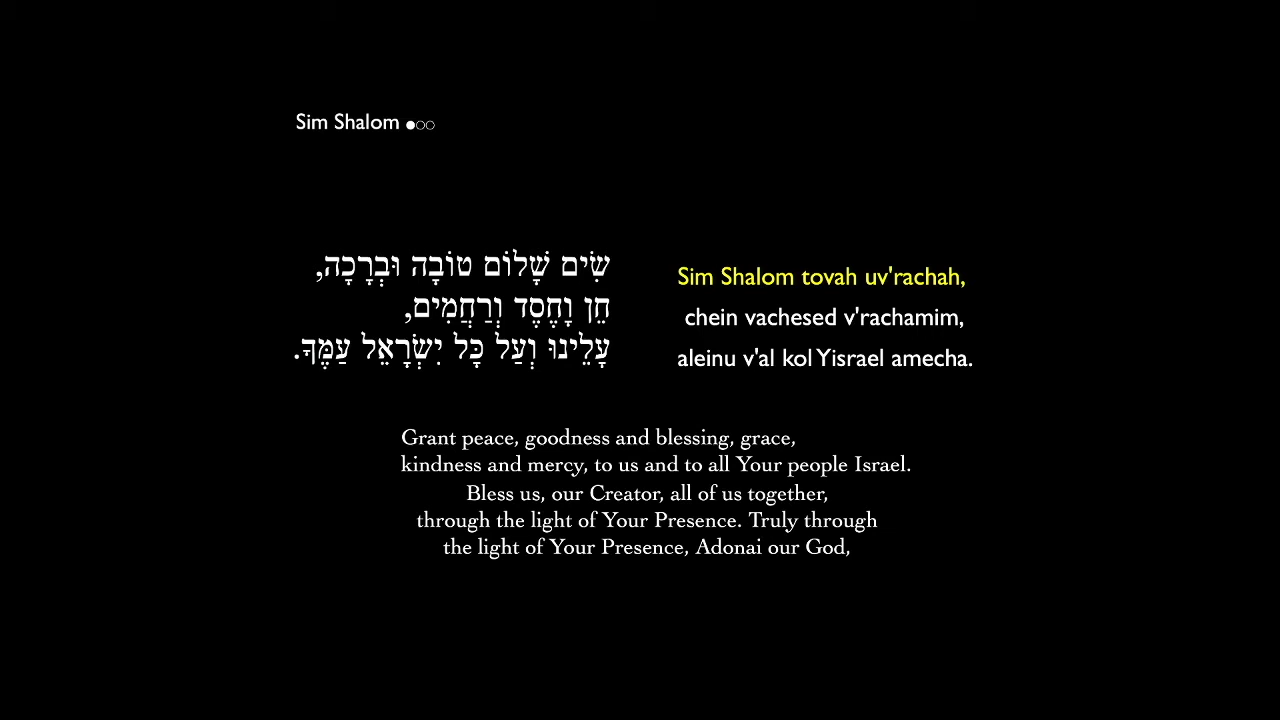 Sim Shalom ●○○
שִׂים שָׁלוֹם טוֹבָה וּבְרָכָה,
חֵן וָחֶסֶד וְרַחֲמִים,
עָלֵינוּ וְעַל כָּל יִשְׂרָאֵל עַמֶּךָ.
Sim Shalom tovah uv'rachah,
chein vachesed v'rachamim,
aleinu v'al kol Yisrael amecha.
Grant peace, goodness and blessing, grace,
kindness and mercy, to us and to all Your people Israel.
Bless us, our Creator, all of us together,
through the light of Your Presence. Truly through
the light of Your Presence, Adonai our God,